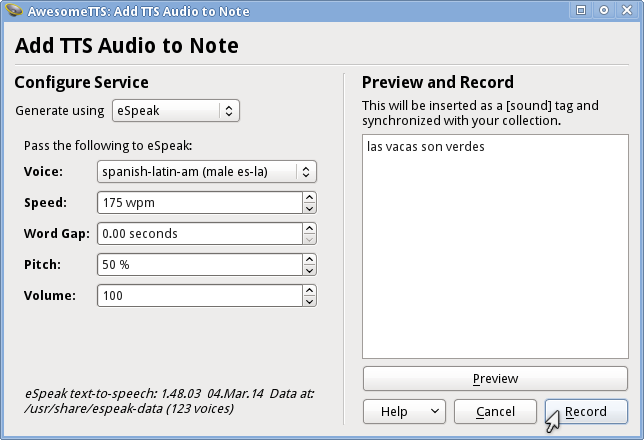 AwesomeTTS: Add TTS Audio to Note
Add TTS Audio to Note
Configure Service
Generate using eSpeak
Pass the following to eSpeak:
Voice: spanish-latin-am (male es-la)
Speed: 175 wpm
Word Gap: 0.00 seconds
Pitch: 50 %
Volume: 100
eSpeak text-to-speech: 1.48.03  04.Mar.14  Data at:
/usr/share/espeak-data (123 voices)
Preview and Record
This will be inserted as a [sound] tag and
synchronized with your collection.
las vacas son verdes
Preview
Help Cancel Record